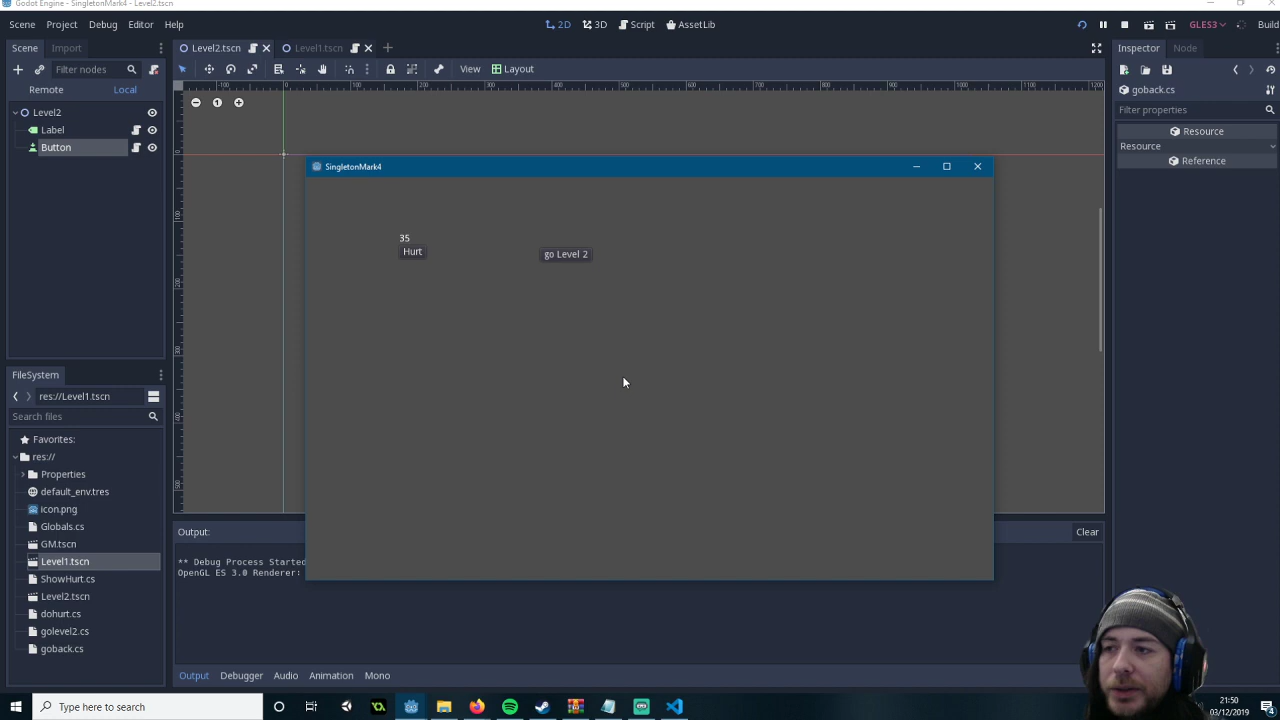 Godot Engine - SingletonMark4 - Level2.tscn
Scene Project Debug Editor Help
2D 3D Script AssetLib
GLES3 Build
Scene Import
Level2.tscn Level1.tscn
Inspector Node
Filter nodes
View Layout
Remote Local
goback.cs
Filter properties
Level2
Label
Button
Resource
Resource
Reference
SingletonMark4
35
Hurt
go Level 2
FileSystem
res://Level1.tscn
Search files
Favorites:
res://
Properties
default_env.tres
icon.png
Globals.cs
GM.tscn
Level1.tscn
ShowHurt.cs
Level2.tscn
dohurt.cs
golevel2.cs
goback.cs
Output:
Clear
** Debug Process Started
OpenGL ES 3.0 Renderer:
Output Debugger Audio Animation Mono
Type here to search
21:50
03/12/2019